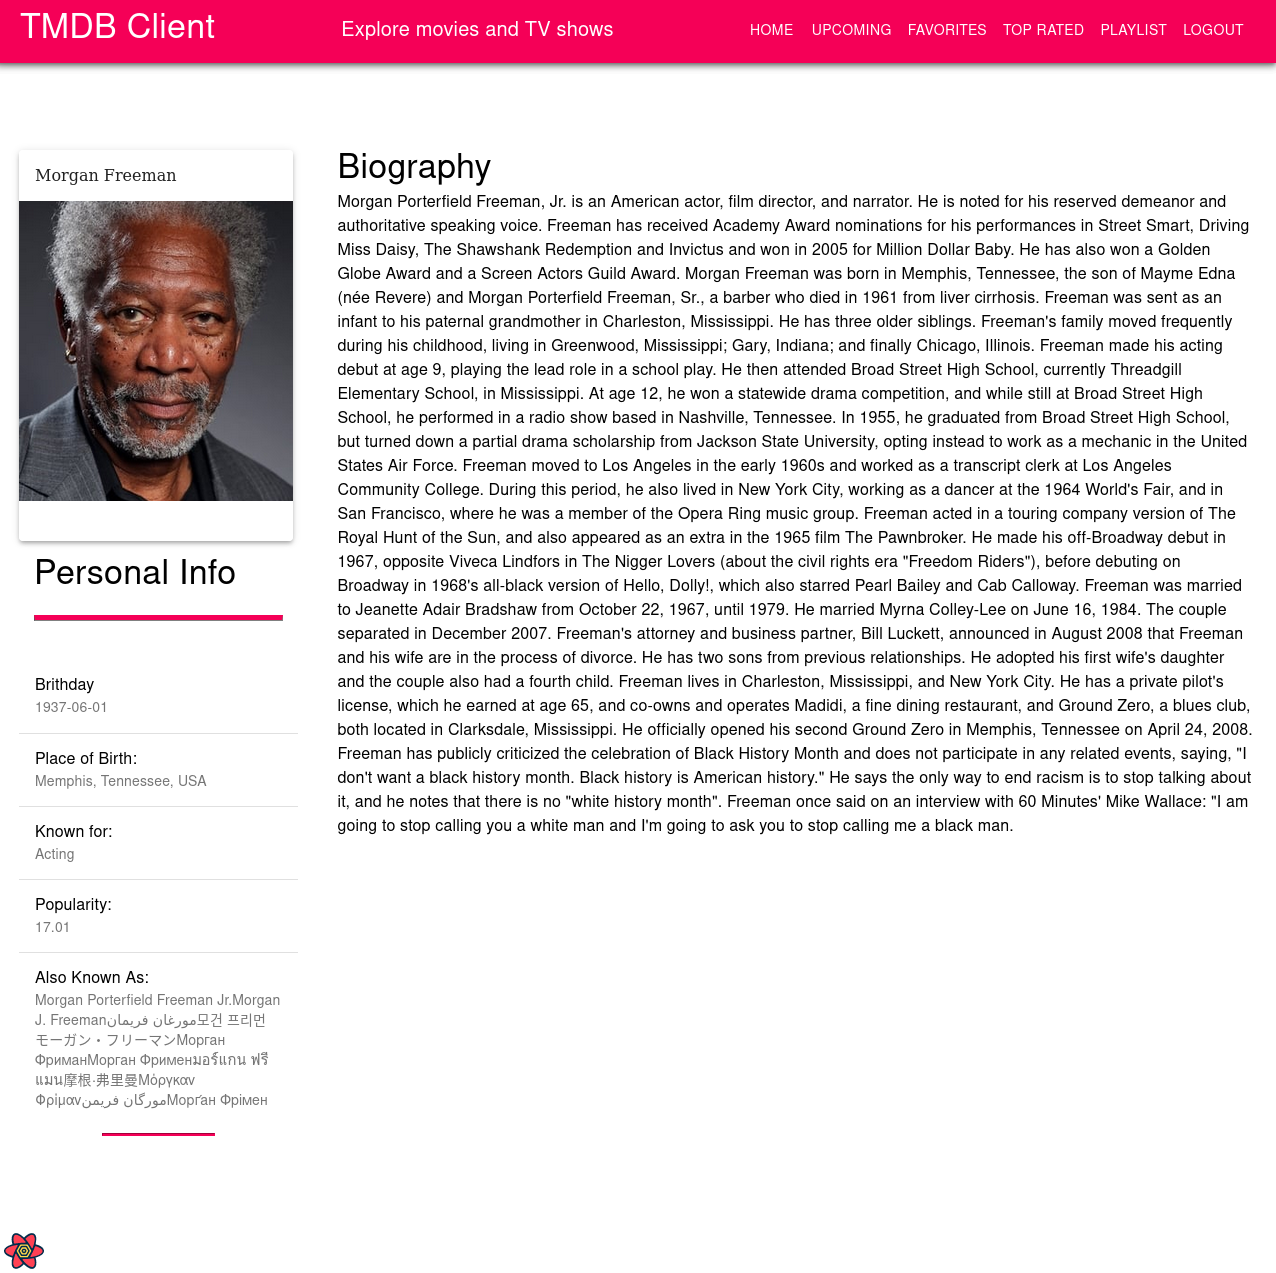 TMDB Client
Explore movies and TV shows
HOME UPCOMING FAVORITES TOP RATED PLAYLIST LOGOUT
Morgan Freeman
Personal Info
Brithday
1937-06-01
Place of Birth:
Memphis, Tennessee, USA
Known for:
Acting
Popularity:
17.01
Also Known As:
Morgan Porterfield Freeman Jr.Morgan
J. Freemanمورغان فريمان모건 프리먼
モーガン・フリーマンМорган
ФриманМорган Фрименมอร์แกน ฟรี
แมน摩根·弗里曼Μόργκαν
Φρίμανمورگان فریمنМорґан Фрімен
Biography
Morgan Porterfield Freeman, Jr. is an American actor, film director, and narrator. He is noted for his reserved demeanor and
authoritative speaking voice. Freeman has received Academy Award nominations for his performances in Street Smart, Driving
Miss Daisy, The Shawshank Redemption and Invictus and won in 2005 for Million Dollar Baby. He has also won a Golden
Globe Award and a Screen Actors Guild Award. Morgan Freeman was born in Memphis, Tennessee, the son of Mayme Edna
(née Revere) and Morgan Porterfield Freeman, Sr., a barber who died in 1961 from liver cirrhosis. Freeman was sent as an
infant to his paternal grandmother in Charleston, Mississippi. He has three older siblings. Freeman's family moved frequently
during his childhood, living in Greenwood, Mississippi; Gary, Indiana; and finally Chicago, Illinois. Freeman made his acting
debut at age 9, playing the lead role in a school play. He then attended Broad Street High School, currently Threadgill
Elementary School, in Mississippi. At age 12, he won a statewide drama competition, and while still at Broad Street High
School, he performed in a radio show based in Nashville, Tennessee. In 1955, he graduated from Broad Street High School,
but turned down a partial drama scholarship from Jackson State University, opting instead to work as a mechanic in the United
States Air Force. Freeman moved to Los Angeles in the early 1960s and worked as a transcript clerk at Los Angeles
Community College. During this period, he also lived in New York City, working as a dancer at the 1964 World's Fair, and in
San Francisco, where he was a member of the Opera Ring music group. Freeman acted in a touring company version of The
Royal Hunt of the Sun, and also appeared as an extra in the 1965 film The Pawnbroker. He made his off-Broadway debut in
1967, opposite Viveca Lindfors in The Nigger Lovers (about the civil rights era "Freedom Riders"), before debuting on
Broadway in 1968's all-black version of Hello, Dolly!, which also starred Pearl Bailey and Cab Calloway. Freeman was married
to Jeanette Adair Bradshaw from October 22, 1967, until 1979. He married Myrna Colley-Lee on June 16, 1984. The couple
separated in December 2007. Freeman's attorney and business partner, Bill Luckett, announced in August 2008 that Freeman
and his wife are in the process of divorce. He has two sons from previous relationships. He adopted his first wife's daughter
and the couple also had a fourth child. Freeman lives in Charleston, Mississippi, and New York City. He has a private pilot's
license, which he earned at age 65, and co-owns and operates Madidi, a fine dining restaurant, and Ground Zero, a blues club,
both located in Clarksdale, Mississippi. He officially opened his second Ground Zero in Memphis, Tennessee on April 24, 2008.
Freeman has publicly criticized the celebration of Black History Month and does not participate in any related events, saying, "I
don't want a black history month. Black history is American history." He says the only way to end racism is to stop talking about
it, and he notes that there is no "white history month". Freeman once said on an interview with 60 Minutes' Mike Wallace: "I am
going to stop calling you a white man and I'm going to ask you to stop calling me a black man.